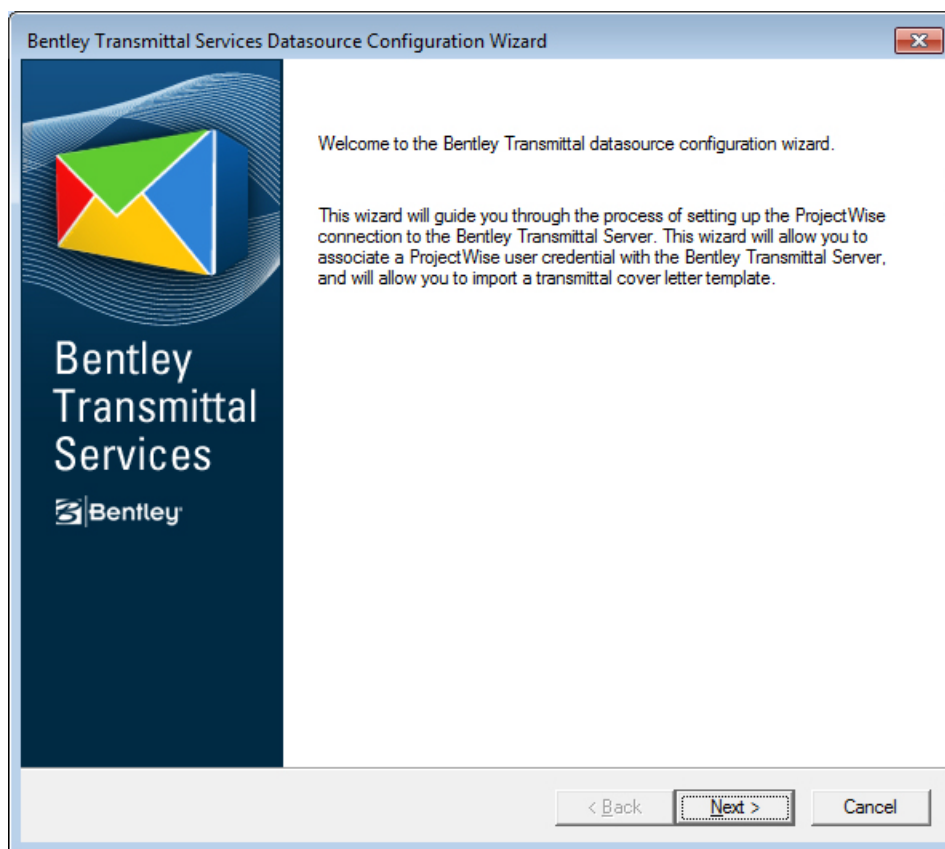 Bentley Transmittal Services Datasource Configuration Wizard
Welcome to the Bentley Transmittal datasource configuration wizard.
This wizard will guide you through the process of setting up the ProjectWise
connection to the Bentley Transmittal Server. This wizard will allow you to
associate a ProjectWise user credential with the Bentley Transmittal Server,
and will allow you to import a transmittal cover letter template.
Bentley
Transmittal
Services
Bentley
< Back
Next >
Cancel